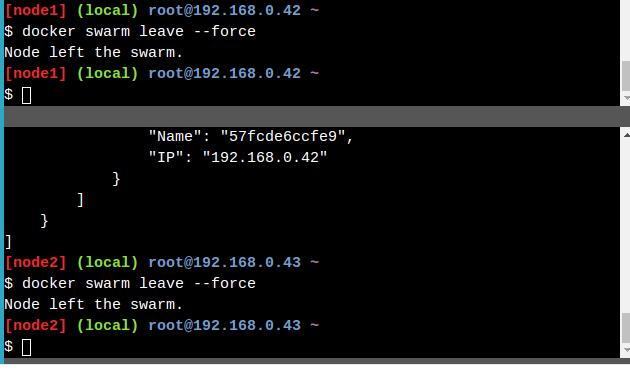 [node1] (local) root@192.168.0.42 ~
$ docker swarm leave --force
Node left the swarm.
[node1] (local) root@192.168.0.42 ~
$
                "Name": "57fcde6ccfe9",
                "IP": "192.168.0.42"
            }
        ]
    }
]
[node2] (local) root@192.168.0.43 ~
$ docker swarm leave --force
Node left the swarm.
[node2] (local) root@192.168.0.43 ~
$